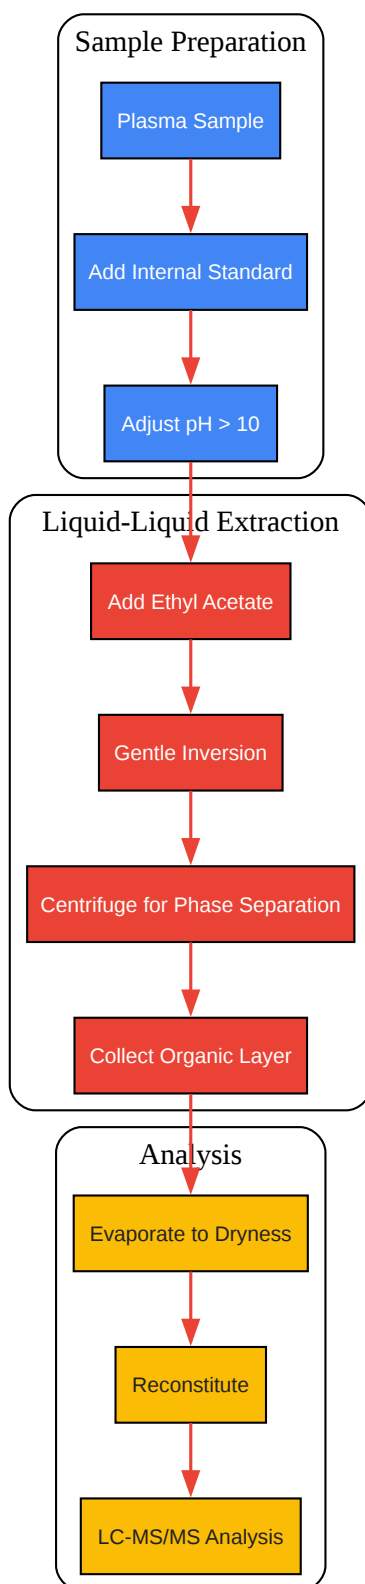 Sample Preparation
Plasma Sample
Add Internal Standard
Adjust pH > 10
Liquid-Liquid Extraction
Add Ethyl Acetate
Gentle Inversion
Centrifuge for Phase Separation
Collect Organic Layer
Analysis
Evaporate to Dryness
Reconstitute
LC-MS/MS Analysis